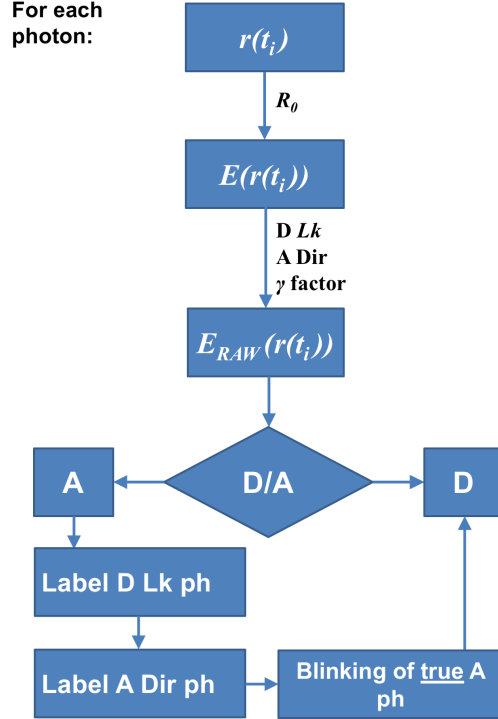 For each
photon:
r(tᵢ)
R₀
E(r(tᵢ))
D Lk
A Dir
γ factor
E_RAW(r(tᵢ))
A
D/A
D
Label D Lk ph
Label A Dir ph
Blinking of true A
ph